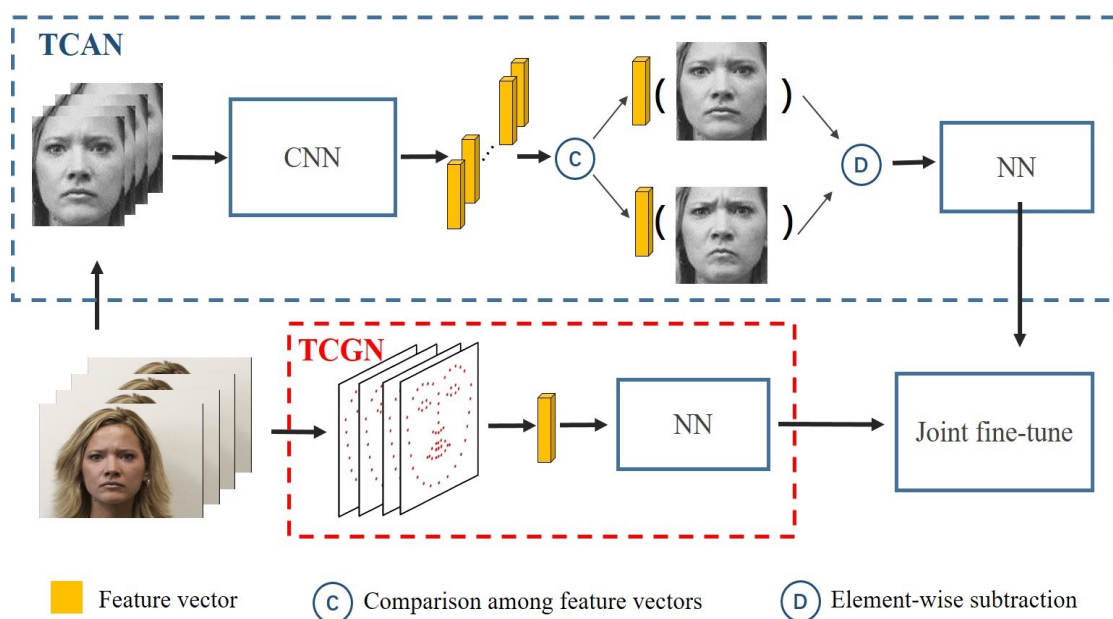 TCAN
CNN
C
( )
( )
D
NN
TCGN
NN
Joint fine-tune
Feature vector
C Comparison among feature vectors
D Element-wise subtraction